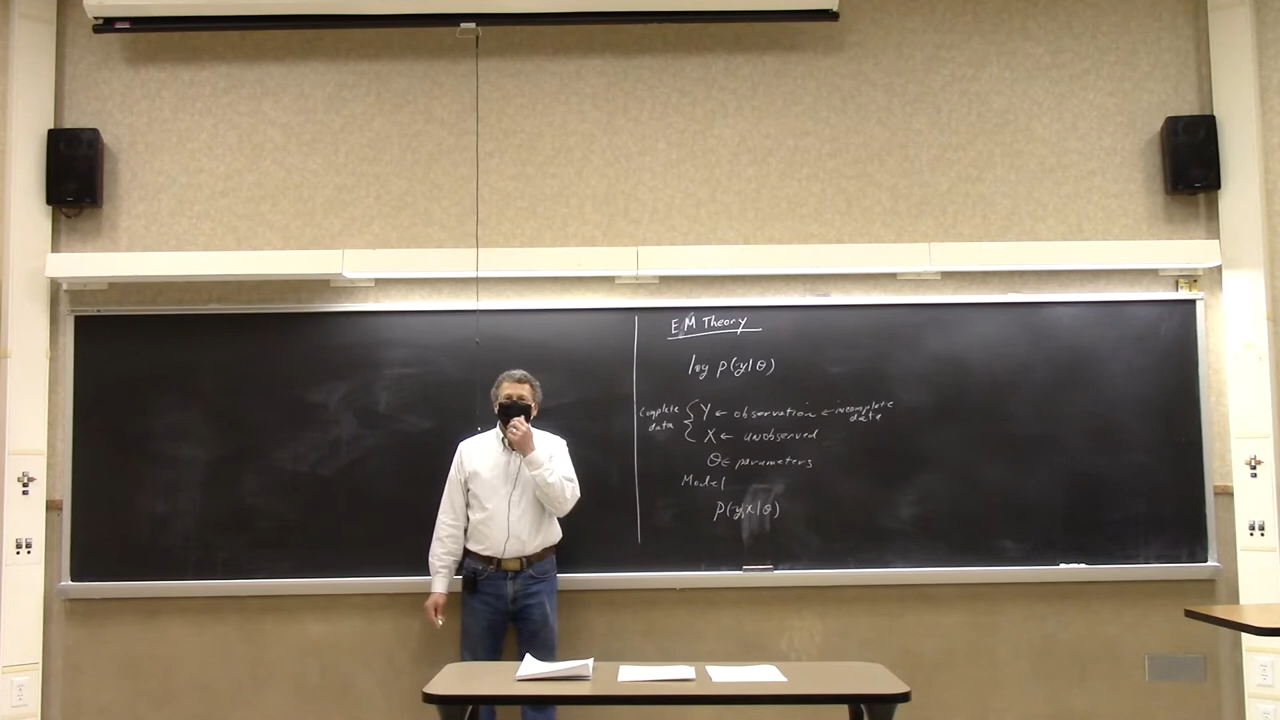 EM Theory
log p(y|θ)
Complete data { Y ← observation ← incomplete data
X ← unobserved
θ ← parameters
Model
p(y,x|θ)